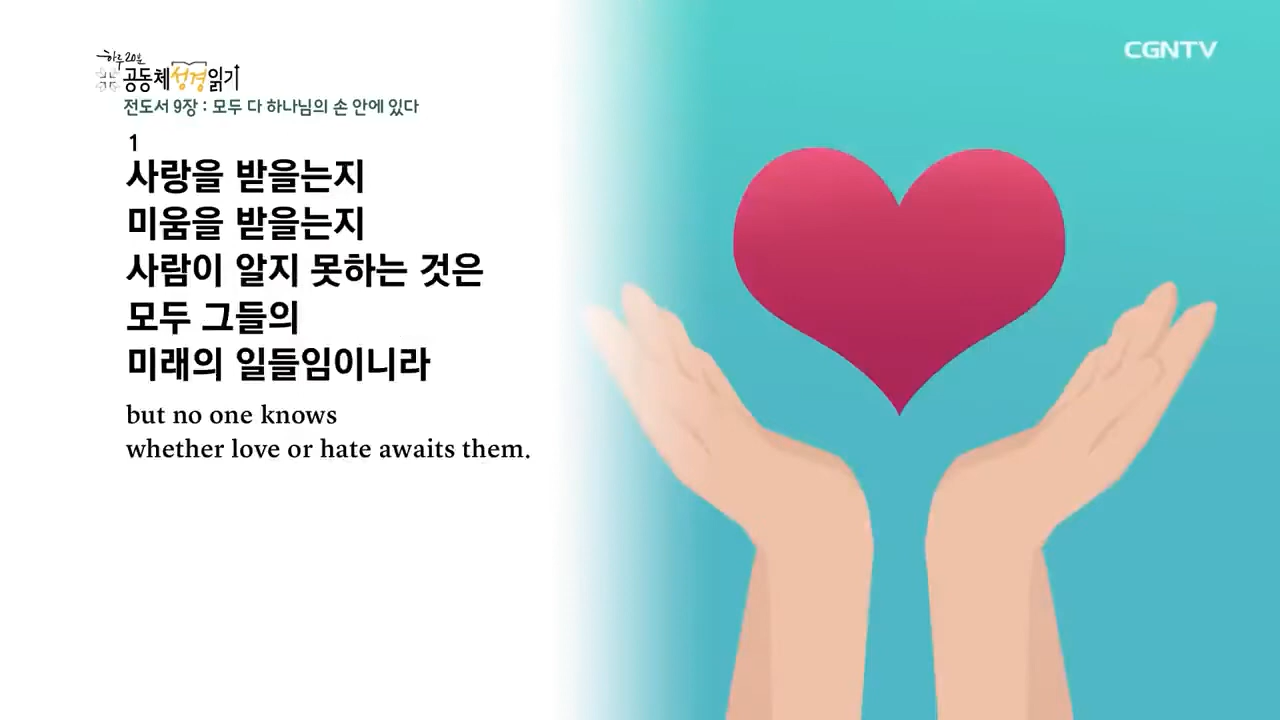 하루 20분
공동체성경읽기
전도서 9장 : 모두 다 하나님의 손 안에 있다
1
사랑을 받을는지
미움을 받을는지
사람이 알지 못하는 것은
모두 그들의
미래의 일들임이니라
but no one knows
whether love or hate awaits them.
CGNTV